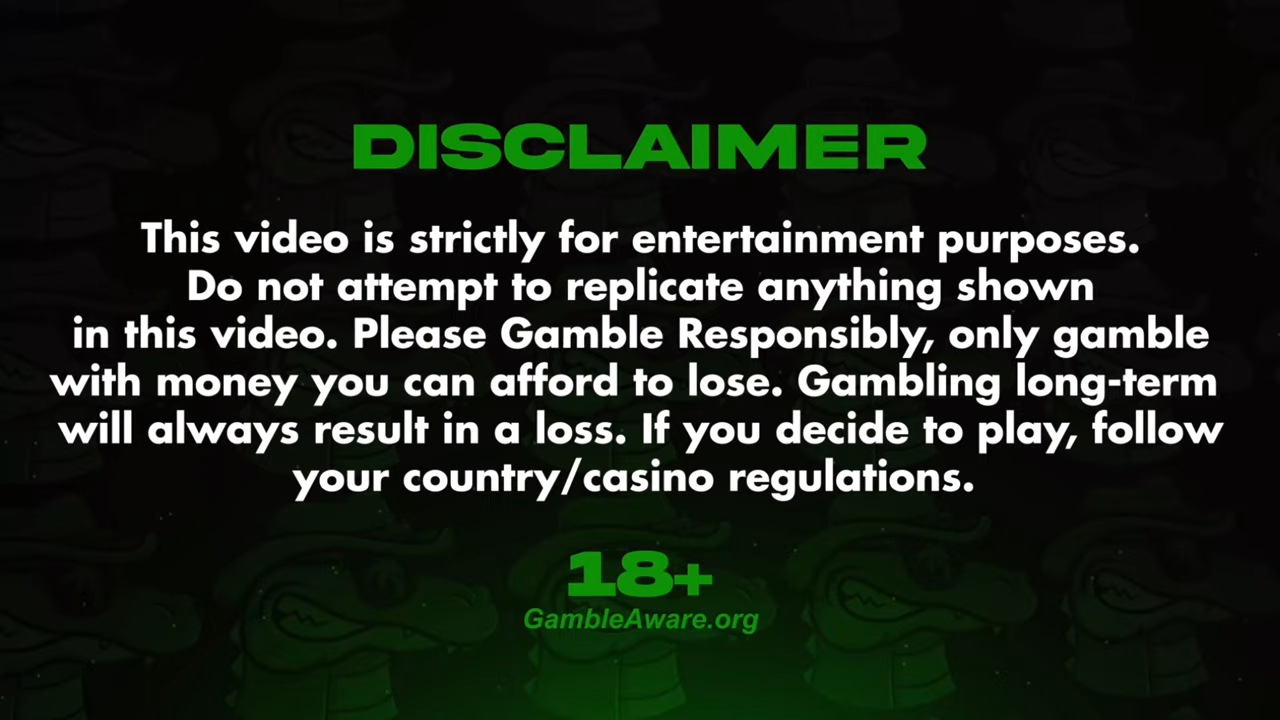 DISCLAIMER
This video is strictly for entertainment purposes.
Do not attempt to replicate anything shown
in this video. Please Gamble Responsibly, only gamble
with money you can afford to lose. Gambling long-term
will always result in a loss. If you decide to play, follow
your country/casino regulations.
18+
GambleAware.org